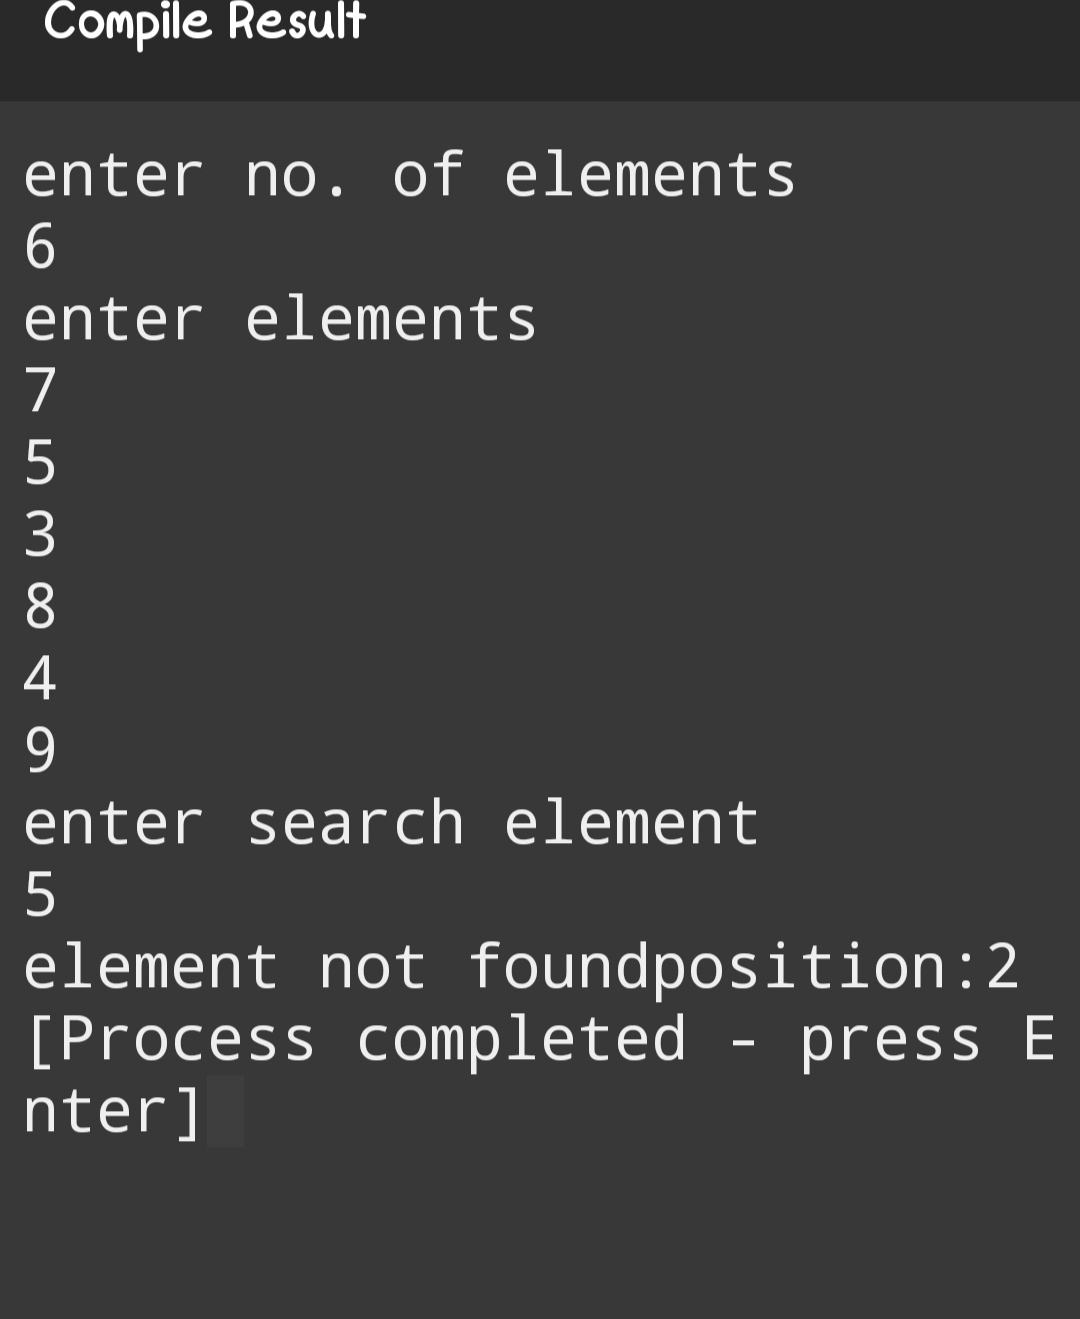 Compile Result
enter no. of elements
6
enter elements
7
5
3
8
4
9
enter search element
5
element not foundposition:2
[Process completed - press E
nter]